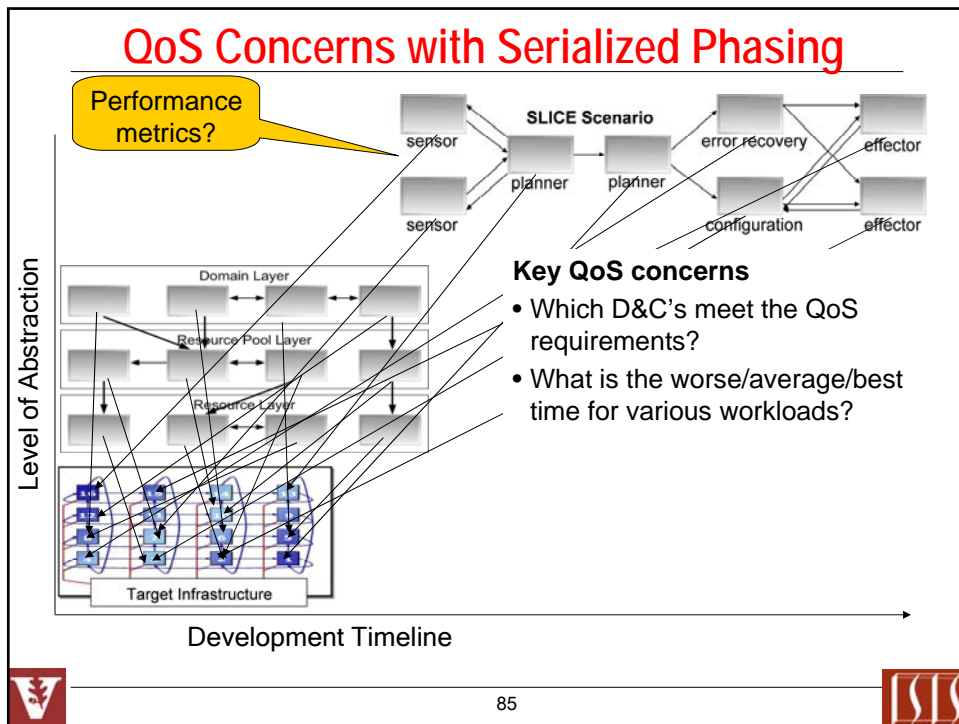 QoS Concerns with Serialized Phasing
Performance
metrics?
SLICE Scenario
sensor
error recovery
effector
planner
planner
sensor
configuration
effector
Level of Abstraction
Domain Layer
Resource Pool Layer
Resource Layer
Key QoS concerns
• Which D&C's meet the QoS
requirements?
• What is the worse/average/best
time for various workloads?
Target Infrastructure
Development Timeline
85
ISIS